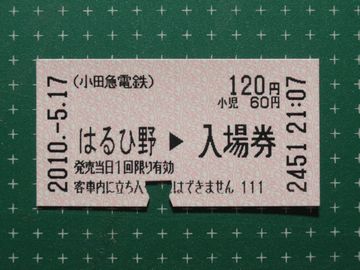 2010.-5.17
(小田急電鉄)
120円
小児 60円
はるひ野 ▶ 入場券
発売当日1回限り有効
客車内に立ち入 はできません 111
2451 21:07